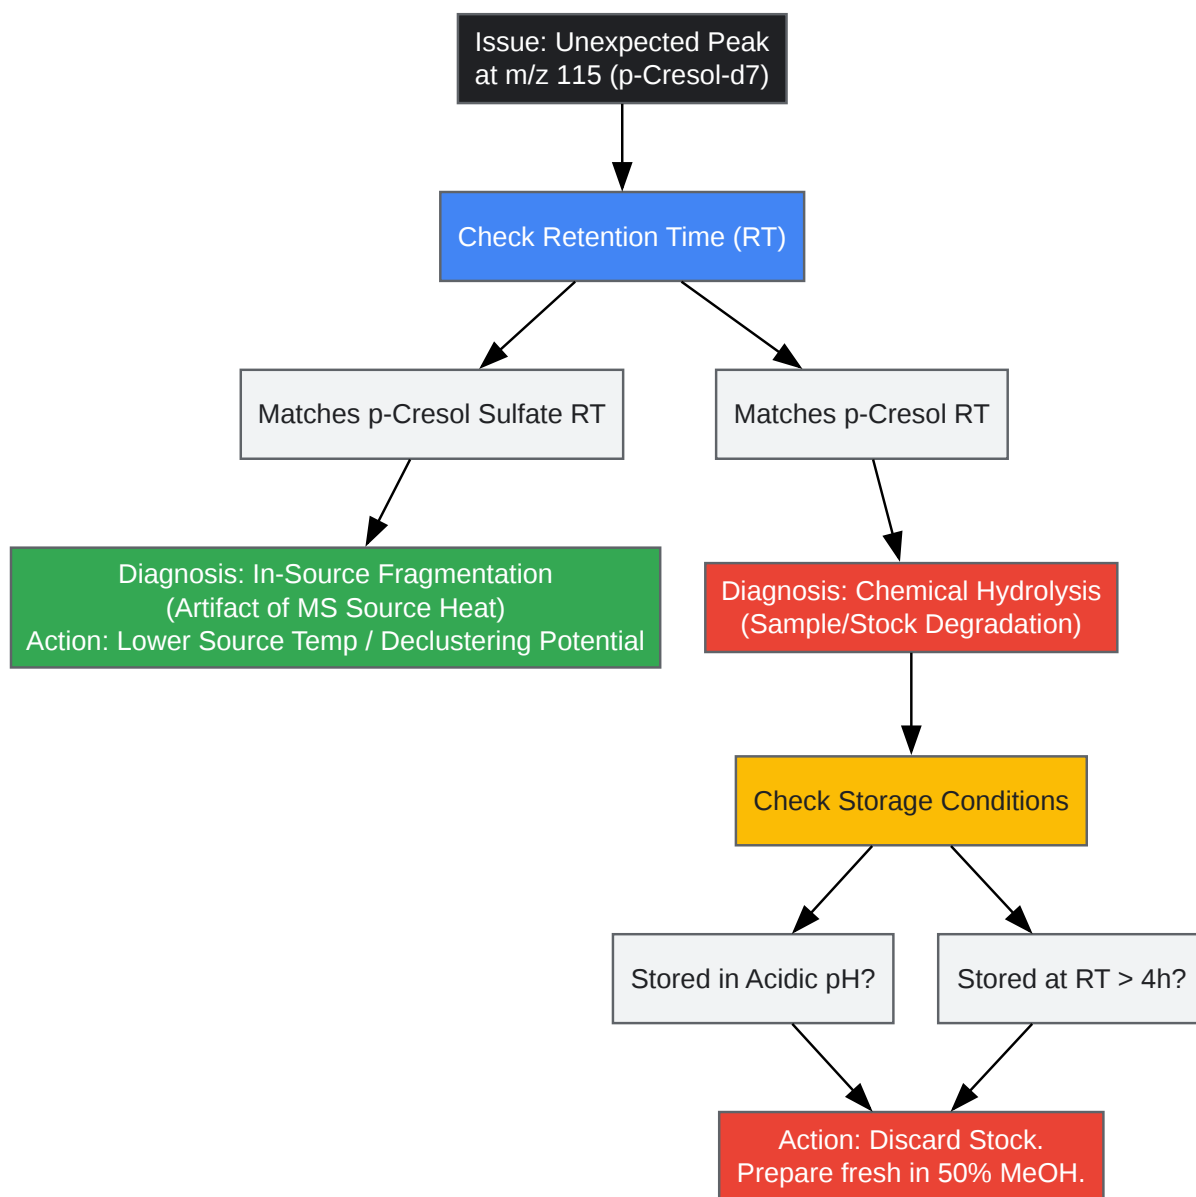 Issue: Unexpected Peak
at m/z 115 (p-Cresol-d7)
Check Retention Time (RT)
Matches p-Cresol Sulfate RT
Matches p-Cresol RT
Diagnosis: In-Source Fragmentation
(Artifact of MS Source Heat)
Action: Lower Source Temp / Declustering Potential
Diagnosis: Chemical Hydrolysis
(Sample/Stock Degradation)
Check Storage Conditions
Stored in Acidic pH?
Stored at RT > 4h?
Action: Discard Stock.
Prepare fresh in 50% MeOH.